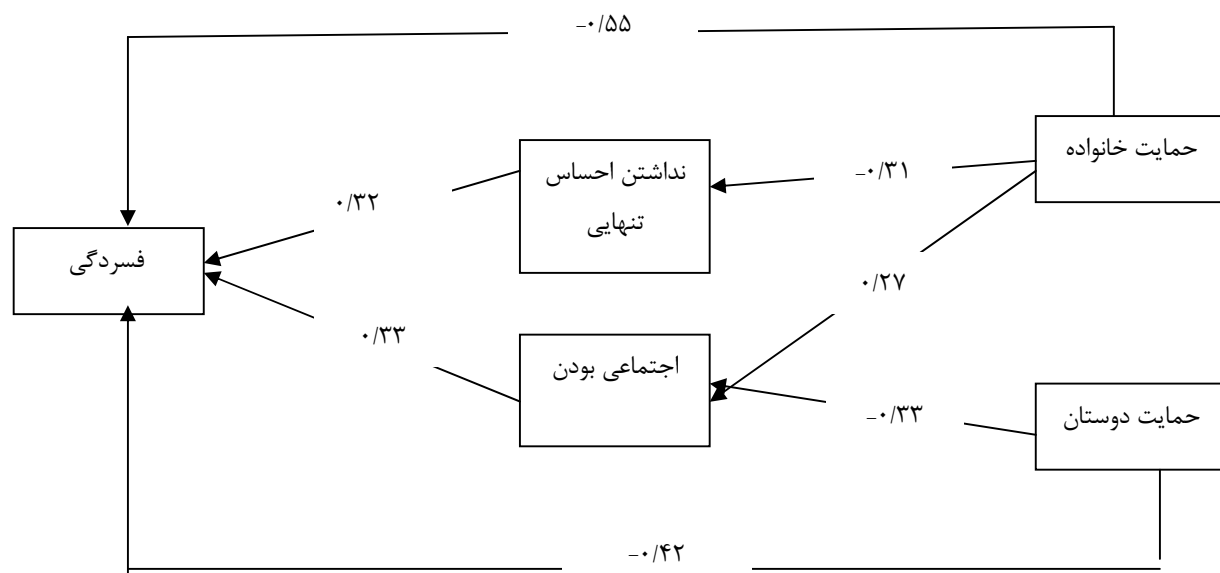 -۰/۵۵
حمایت خانواده
نداشتن احساس
تنهایی
-۰/۳۱
۰/۳۲
فسردگی
۰/۲۷
۰/۳۳
اجتماعی بودن
-۰/۳۳
حمایت دوستان
-۰/۴۲